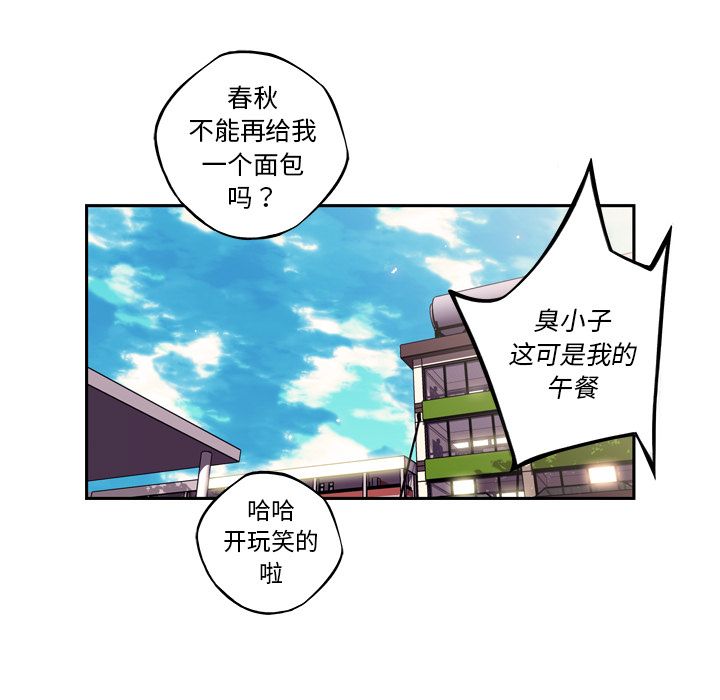 春秋
不能再给我
一个面包
吗？
臭小子
这可是我的
午餐
哈哈
开玩笑的
啦